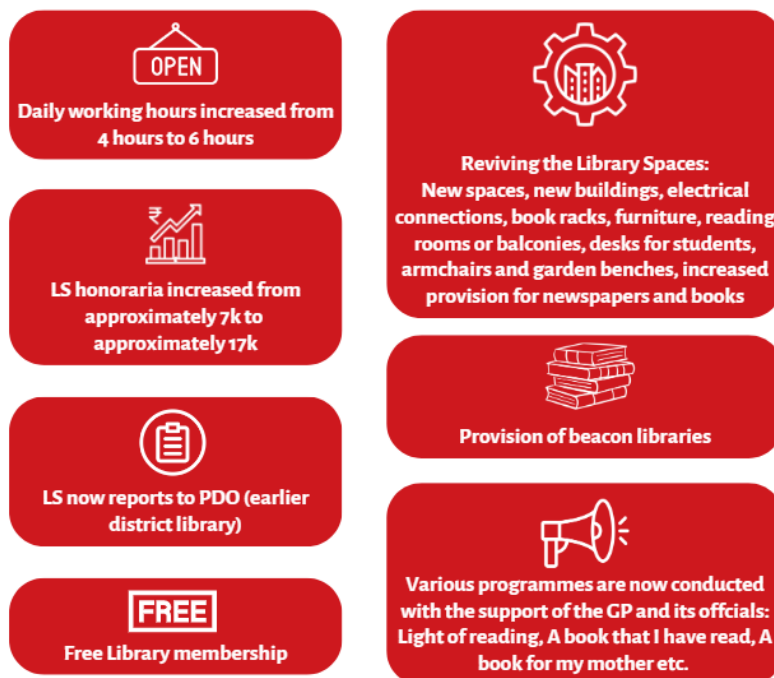 OPEN
Daily working hours increased from
4 hours to 6 hours
₹
LS honoraria increased from
approximately 7k to
approximately 17k
LS now reports to PDO (earlier
district library)
FREE
Free Library membership
Reviving the Library Spaces:
New spaces, new buildings, electrical
connections, book racks, furniture, reading
rooms or balconies, desks for students,
armchairs and garden benches, increased
provision for newspapers and books
Provision of beacon libraries
Various programmes are now conducted
with the support of the GP and its offcials:
Light of reading, A book that I have read, A
book for my mother etc.